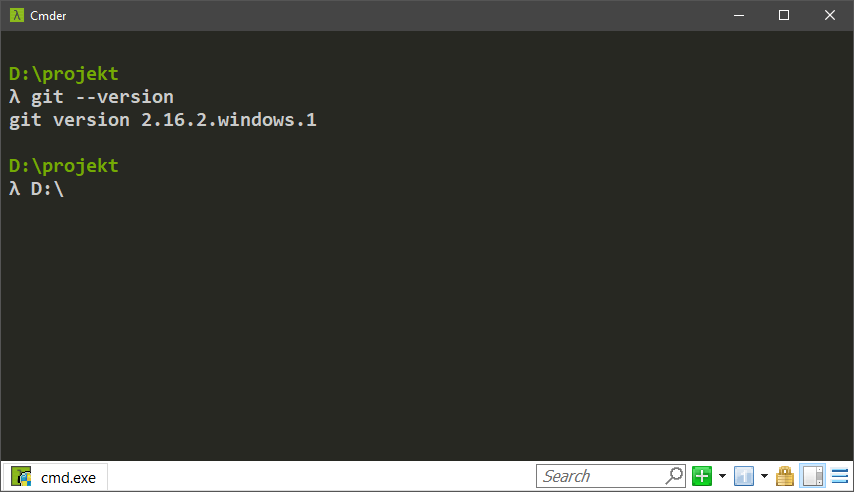 Cmder
D:\projekt
λ git --version
git version 2.16.2.windows.1
D:\projekt
λ D:\
cmd.exe
Search